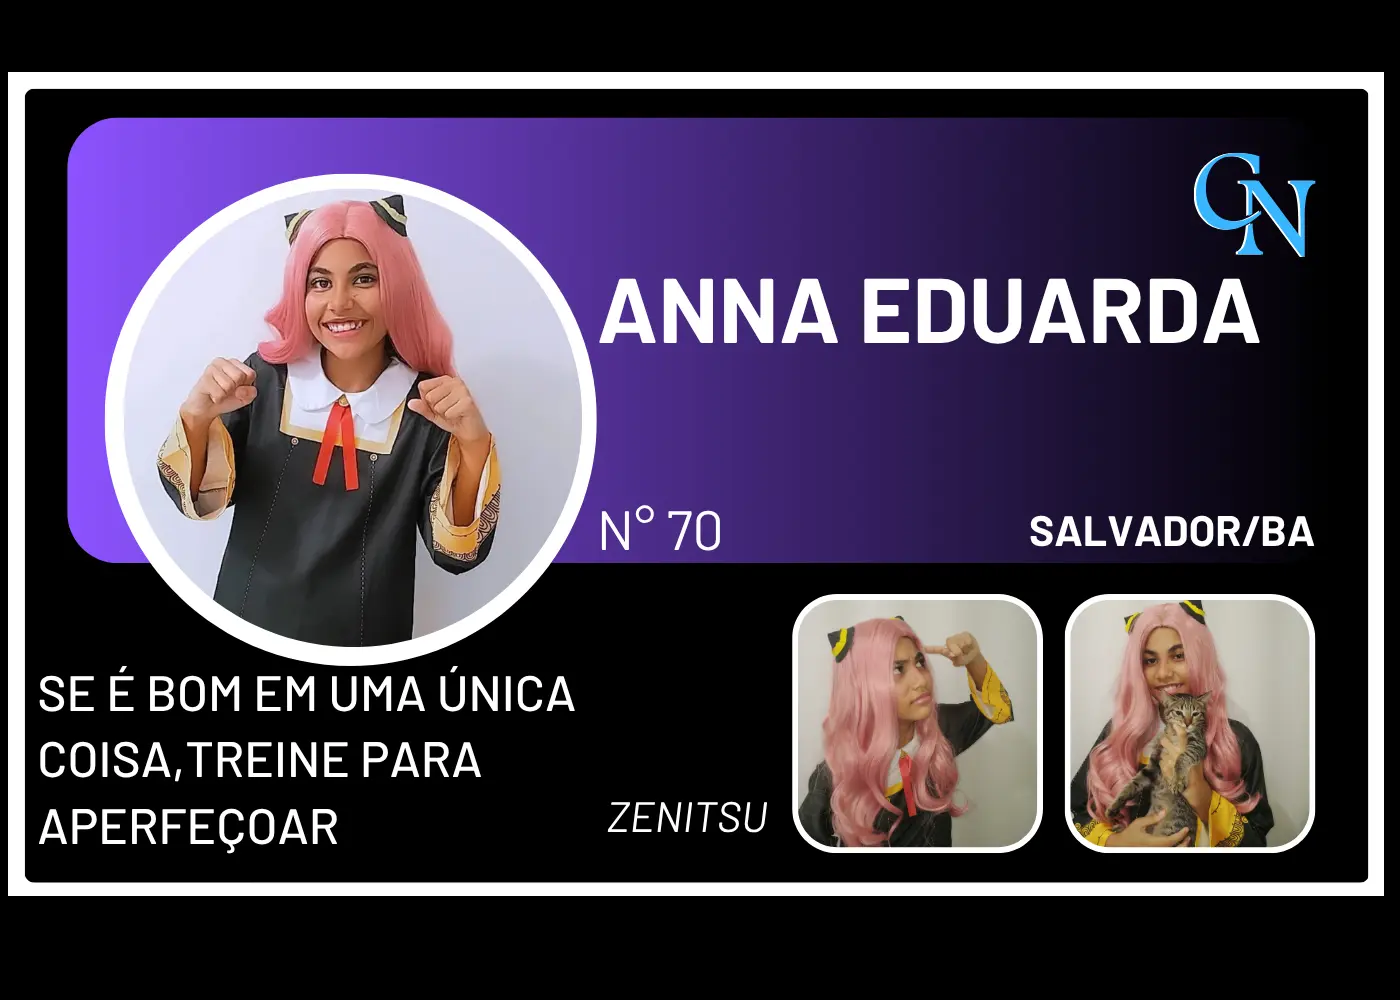 CN
ANNA EDUARDA
N° 70
SALVADOR/BA
SE É BOM EM UMA ÚNICA
COISA,TREINE PARA
APERFEÇOAR
ZENITSU